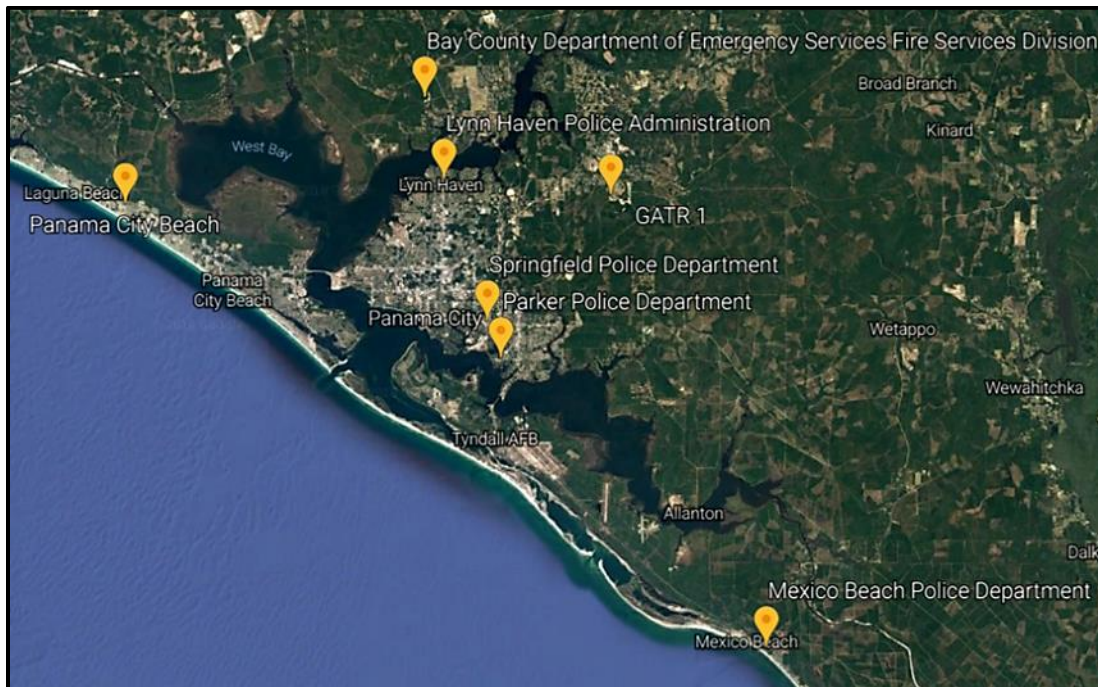 Bay County Department of Emergency Services Fire Services Division
Broad Branch
Lynn Haven Police Administration
Kinard
West Bay
Lynn Haven
Laguna Beach
GATR 1
Panama City Beach
Springfield Police Department
Panama
City Beach
Parker Police Department
Panama City
Wetappo
Wewahitchka
Tyndall AFB
Allanton
Dalk
Mexico Beach Police Department
Mexico Beach